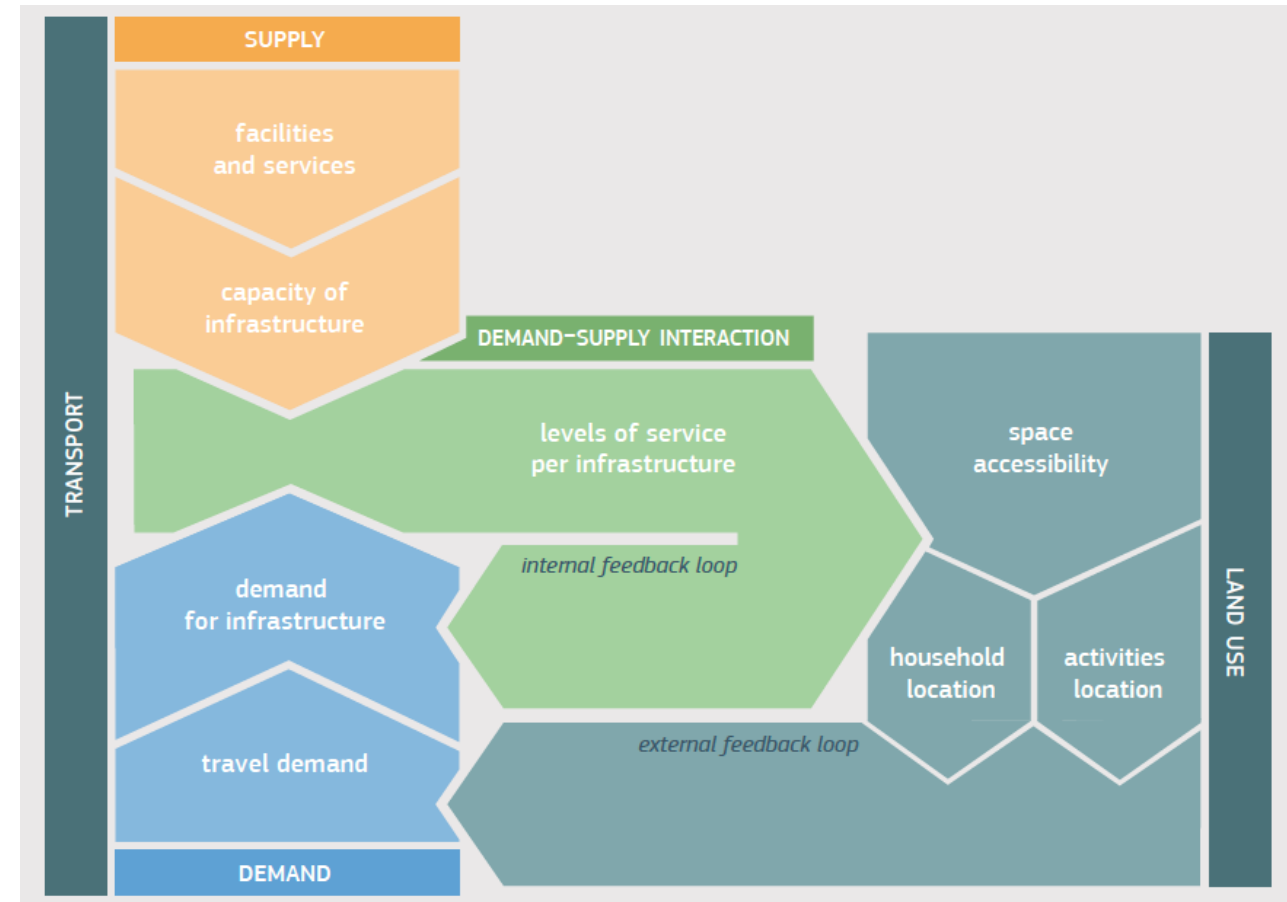 SUPPLY
facilities
and services
capacity of
infrastructure
DEMAND-SUPPLY INTERACTION
levels of service
per infrastructure
space
accessibility
TRANSPORT
internal feedback loop
demand
for infrastructure
household
location
activities
location
LAND USE
external feedback loop
travel demand
DEMAND